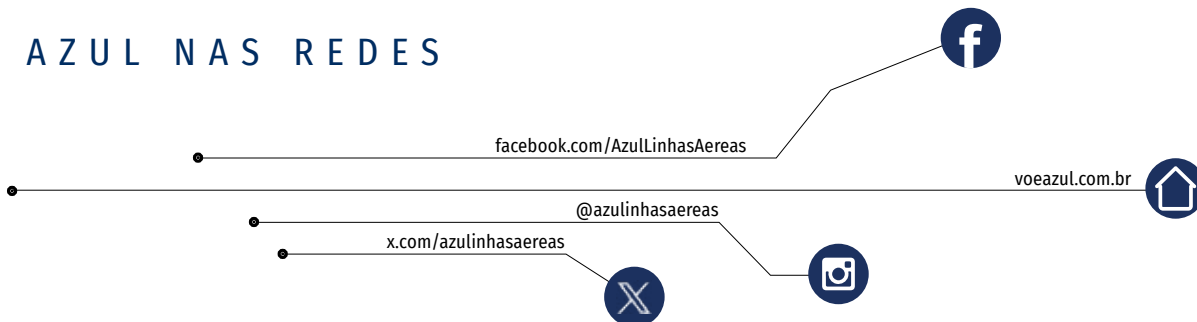 AZUL NAS REDES
facebook.com/AzulLinhasAereas
voeazul.com.br
@azulinhasaereas
x.com/azulinhasaereas